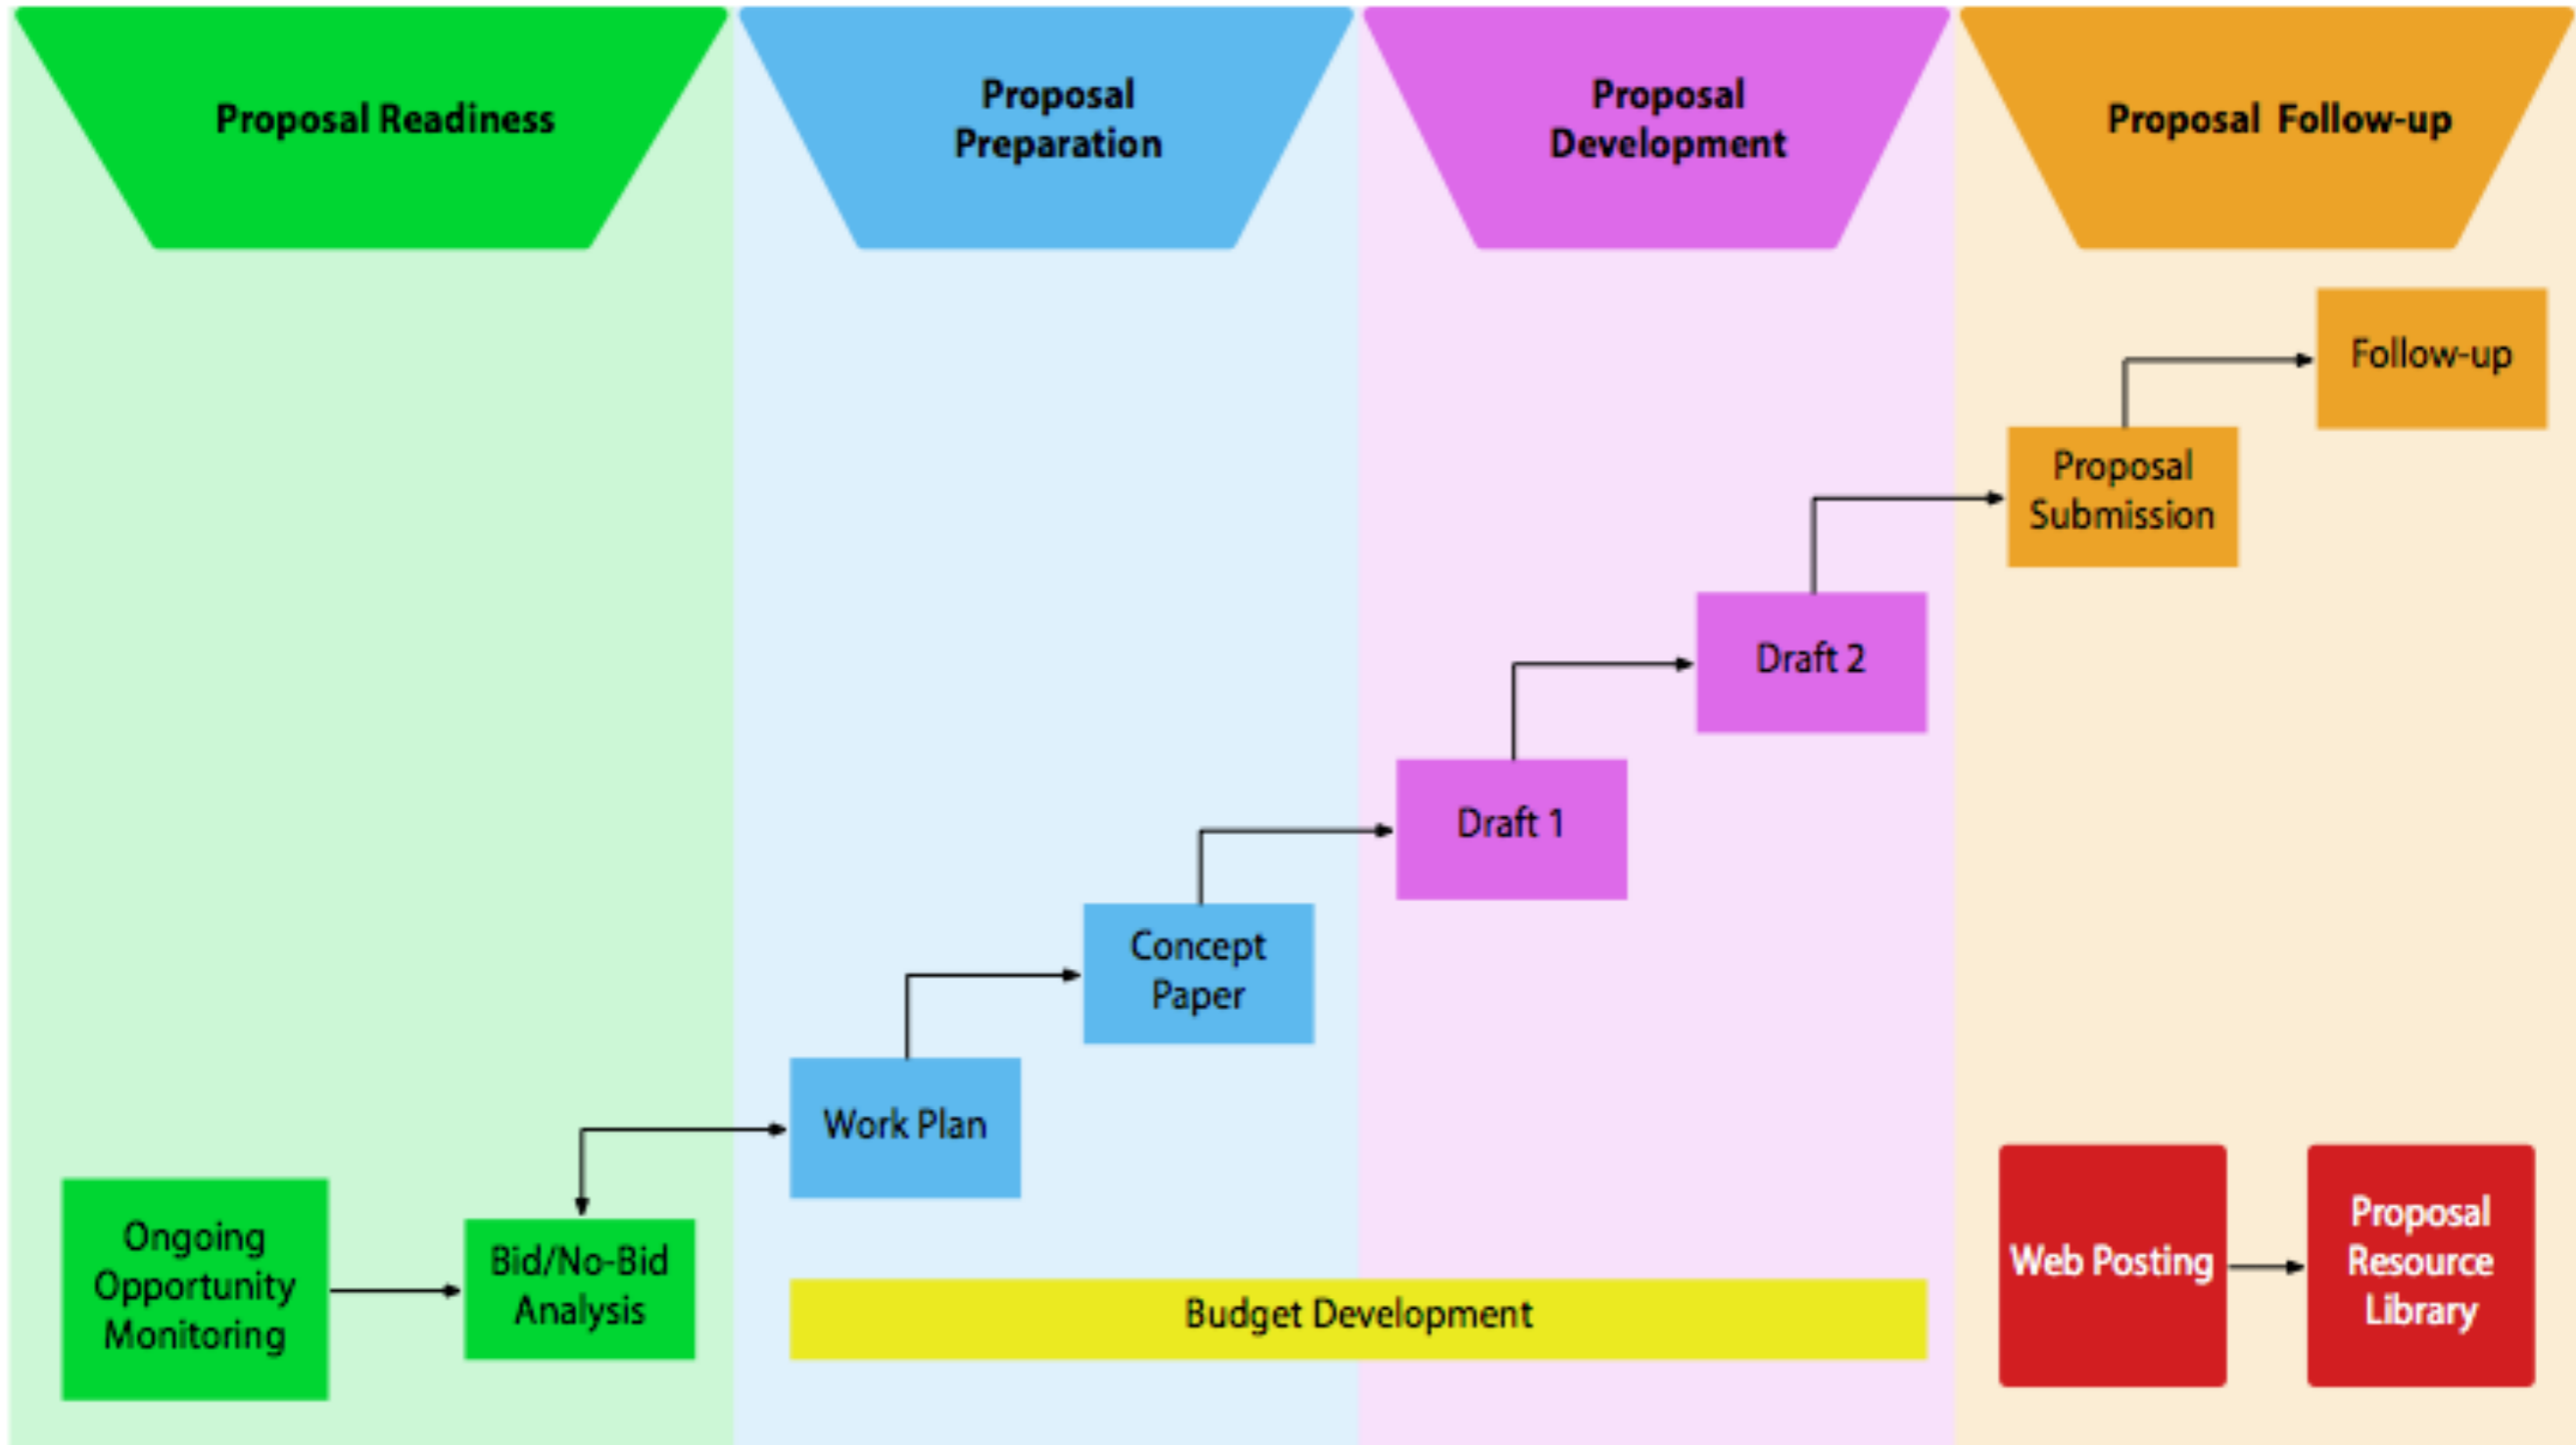 Proposal Readiness
Proposal
Preparation
Proposal
Development
Proposal Follow-up
Follow-up
Proposal
Submission
Draft 2
Draft 1
Concept
Paper
Work Plan
Ongoing
Opportunity
Monitoring
Bid/No-Bid
Analysis
Budget Development
Web Posting
Proposal
Resource
Library